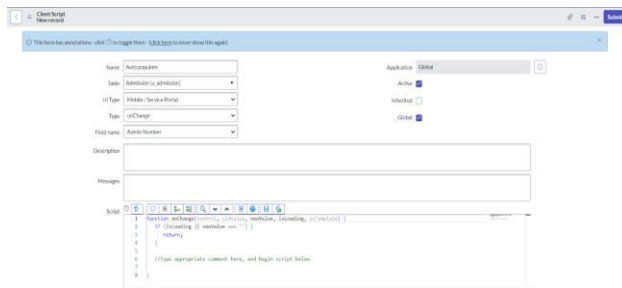 Client Script
New record
Submit
This form has annotations - click to toggle them (click here to never show this again)
Name Auto populate
Application Global
Table Admission [u_admission]
Active
UI Type Mobile / Service Portal
Inherited
Type onChange
Global
Field name Admin Number
Description
Messages
Script
1 function onChange(control, oldValue, newValue, isLoading, isTemplate) {
2 if (isLoading || newValue === '') {
3 return;
4 }
5
6 //Type appropriate comment here, and begin script below
7
8 }